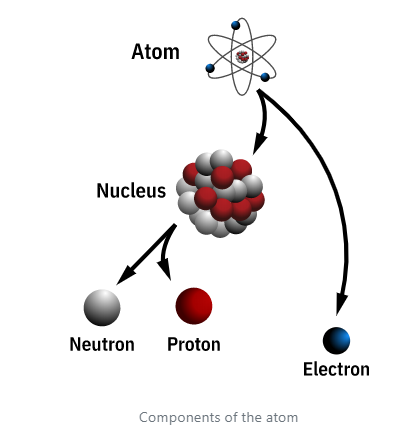 Atom
Nucleus
Neutron
Proton
Electron
Components of the atom